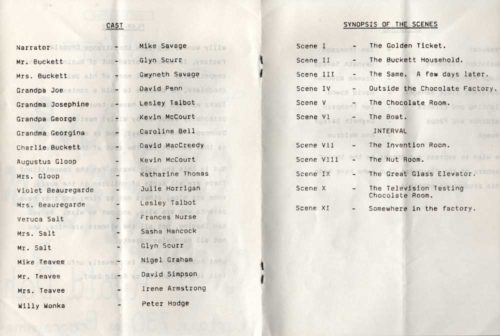 CAST
Narrator - Mike Savage
Mr. Buckett - Glyn Scurr
Mrs. Buckett - Gwyneth Savage
Grandpa Joe - David Penn
Grandma Josephine - Lesley Talbot
Grandpa George - Kevin McCourt
Grandma Georgina - Caroline Bell
Charlie Buckett - David MacCreedy
Augustus Gloop - Kevin McCourt
Mrs. Gloop - Katharine Thomas
Violet Beauregarde - Julie Horrigan
Mrs. Beauregarde - Lesley Talbot
Veruca Salt - Frances Nurse
Mrs. Salt - Sasha Hancock
Mr. Salt - Glyn Scurr
Mike Teavee - Nigel Graham
Mr. Teavee - David Simpson
Mrs. Teavee - Irene Armstrong
Willy Wonka - Peter Hodge
SYNOPSIS OF THE SCENES
Scene I - The Golden Ticket.
Scene II - The Buckett Household.
Scene III - The Same. A few days later.
Scene IV - Outside the Chocolate Factory.
Scene V - The Chocolate Room.
Scene VI - The Boat.
INTERVAL
Scene VII - The Invention Room.
Scene VIII - The Nut Room.
Scene IX - The Great Glass Elevator.
Scene X - The Television Testing
Chocolate Room.
Scene XI - Somewhere in the factory.